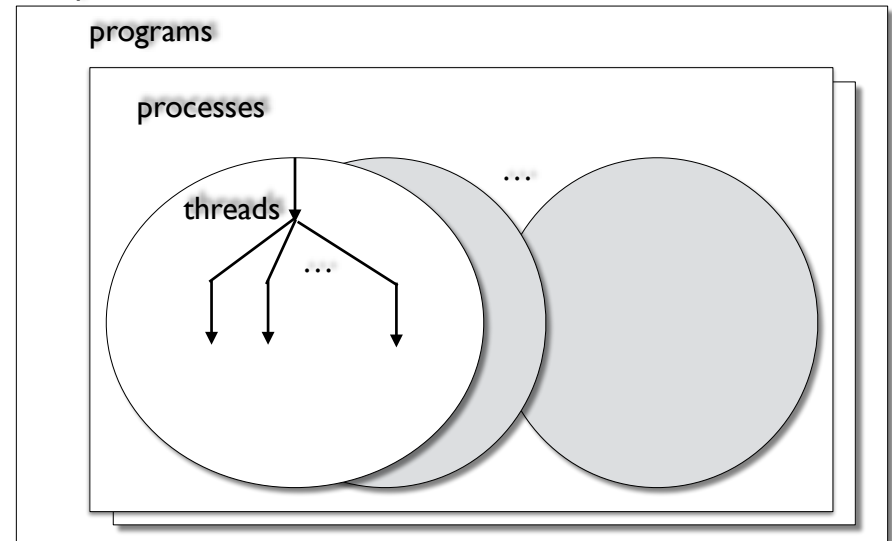 programs
processes
…
threads
…